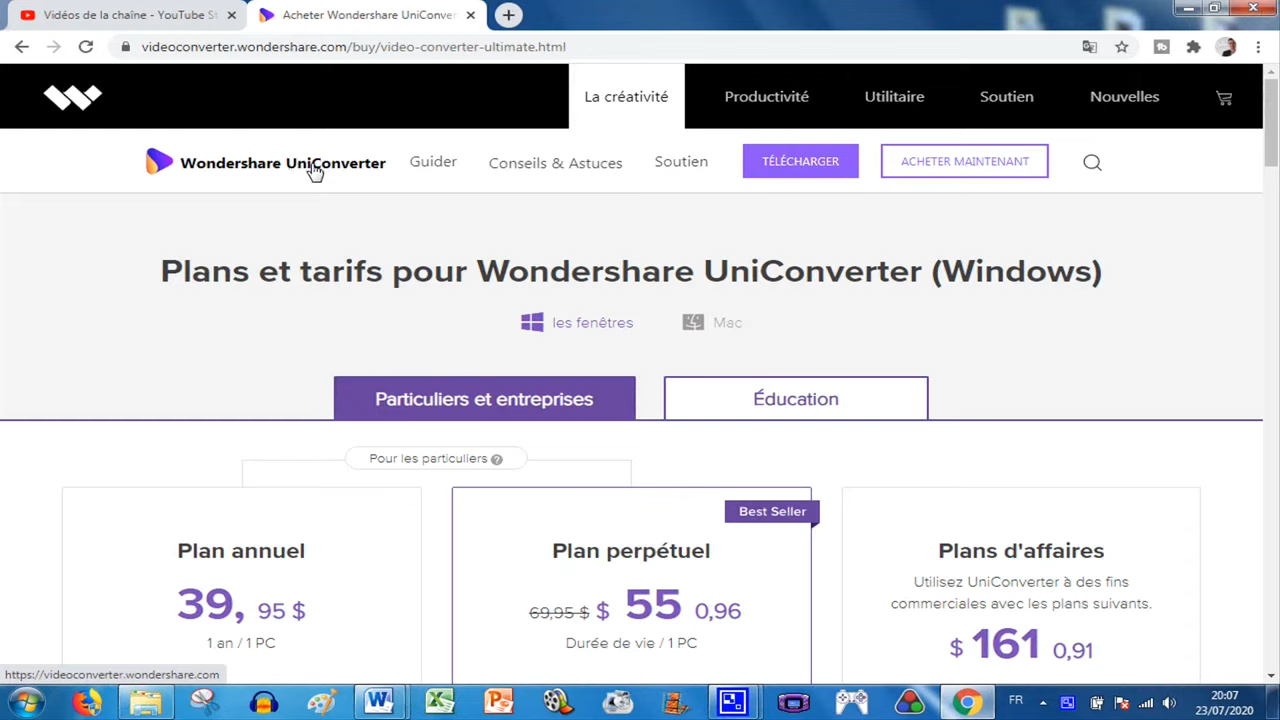 Vidéos de la chaîne - YouTube St
Acheter Wondershare UniConver
videoconverter.wondershare.com/buy/video-converter-ultimate.html
La créativité
Productivité
Utilitaire
Soutien
Nouvelles
Wondershare UniConverter
Guider
Conseils & Astuces
Soutien
TÉLÉCHARGER
ACHETER MAINTENANT
Plans et tarifs pour Wondershare UniConverter (Windows)
les fenêtres
Mac
Particuliers et entreprises
Éducation
Pour les particuliers ?
Best Seller
Plan annuel
39, 95 $
1 an / 1 PC
Plan perpétuel
69,95 $ $ 55 0,96
Durée de vie / 1 PC
Plans d'affaires
Utilisez UniConverter à des fins
commerciales avec les plans suivants.
$ 161 0,91
https://videoconverter.wondershare.com
FR
20:07
23/07/2020